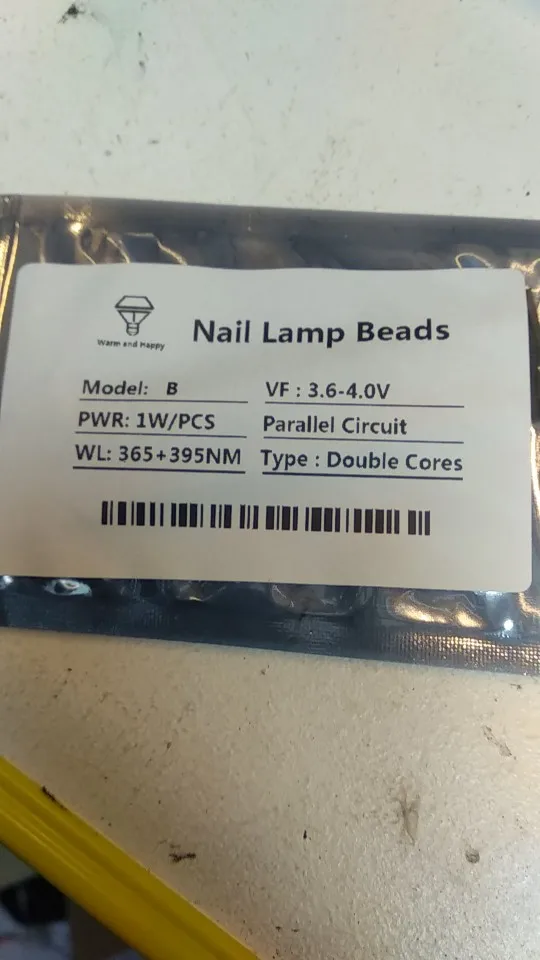 Warm and Happy
Nail Lamp Beads
Model: B
VF : 3.6-4.0V
PWR: 1W/PCS
Parallel Circuit
WL: 365+395NM
Type : Double Cores